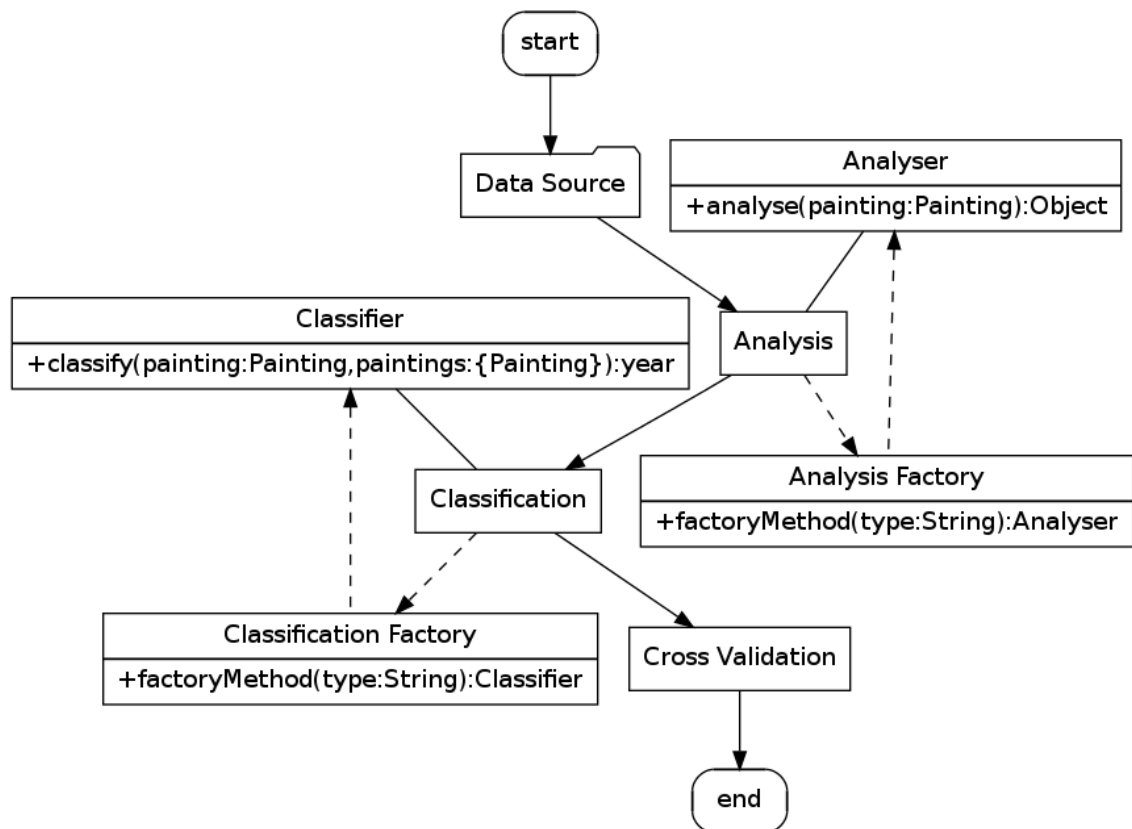 start
Data Source
Analyser
+analyse(painting:Painting):Object
Classifier
+classify(painting:Painting,paintings:{Painting}):year
Analysis
Classification
Analysis Factory
+factoryMethod(type:String):Analyser
Classification Factory
+factoryMethod(type:String):Classifier
Cross Validation
end